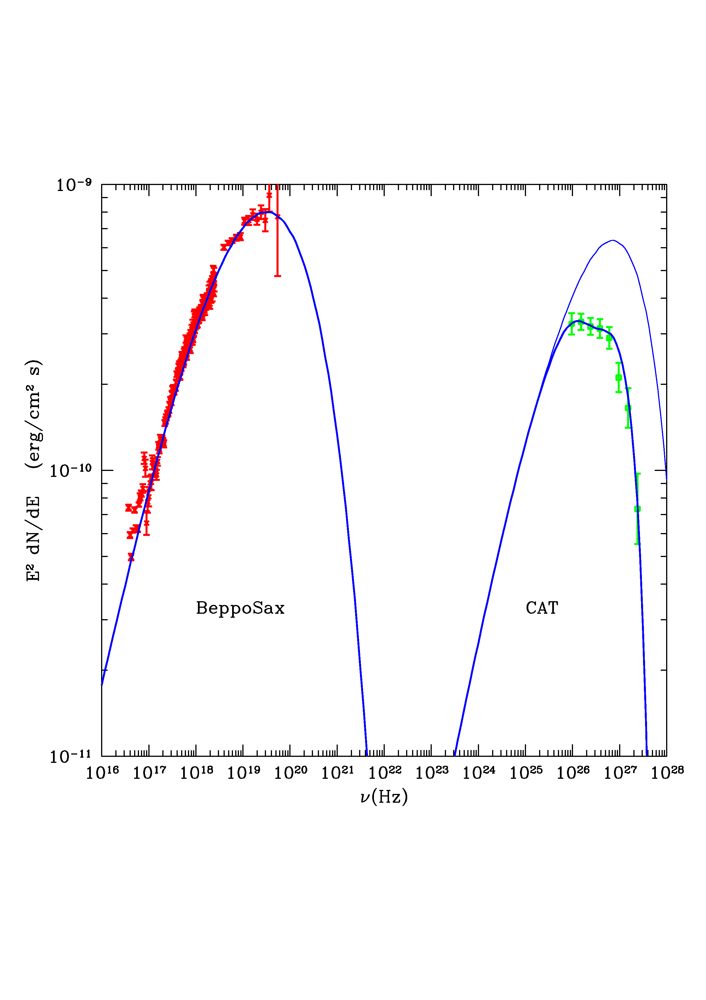 10⁻⁹
10⁻¹⁰
10⁻¹¹
E² dN/dE (erg/cm² s)
BeppoSax
CAT
10¹⁶ 10¹⁷ 10¹⁸ 10¹⁹ 10²⁰ 10²¹ 10²² 10²³ 10²⁴ 10²⁵ 10²⁶ 10²⁷ 10²⁸
ν(Hz)